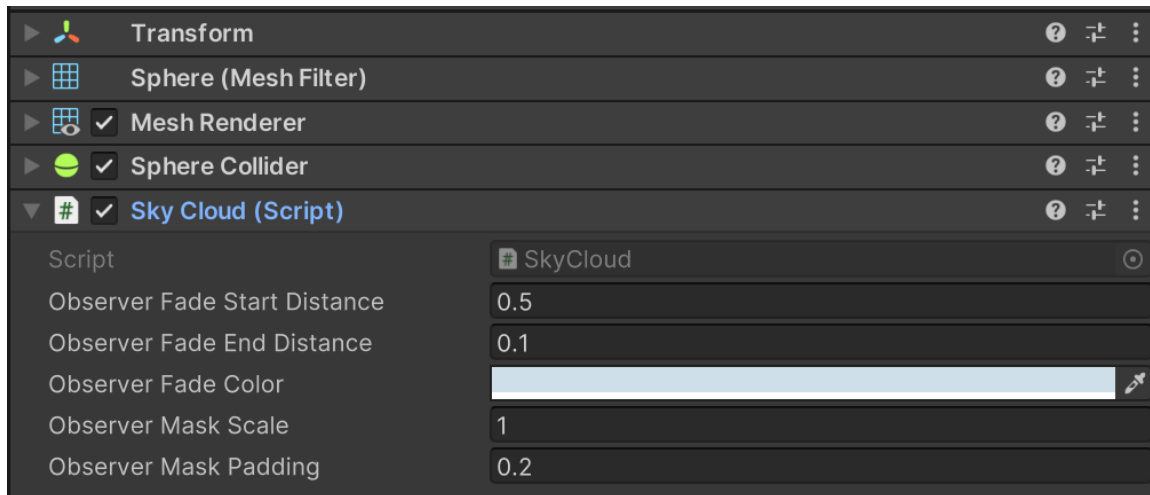 Transform
Sphere (Mesh Filter)
Mesh Renderer
Sphere Collider
# Sky Cloud (Script)
Script # SkyCloud
Observer Fade Start Distance 0.5
Observer Fade End Distance 0.1
Observer Fade Color
Observer Mask Scale 1
Observer Mask Padding 0.2